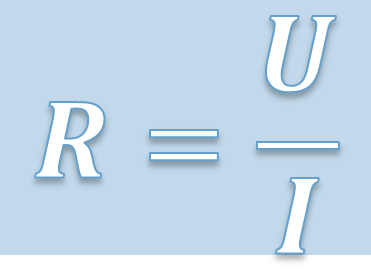 R = U/I